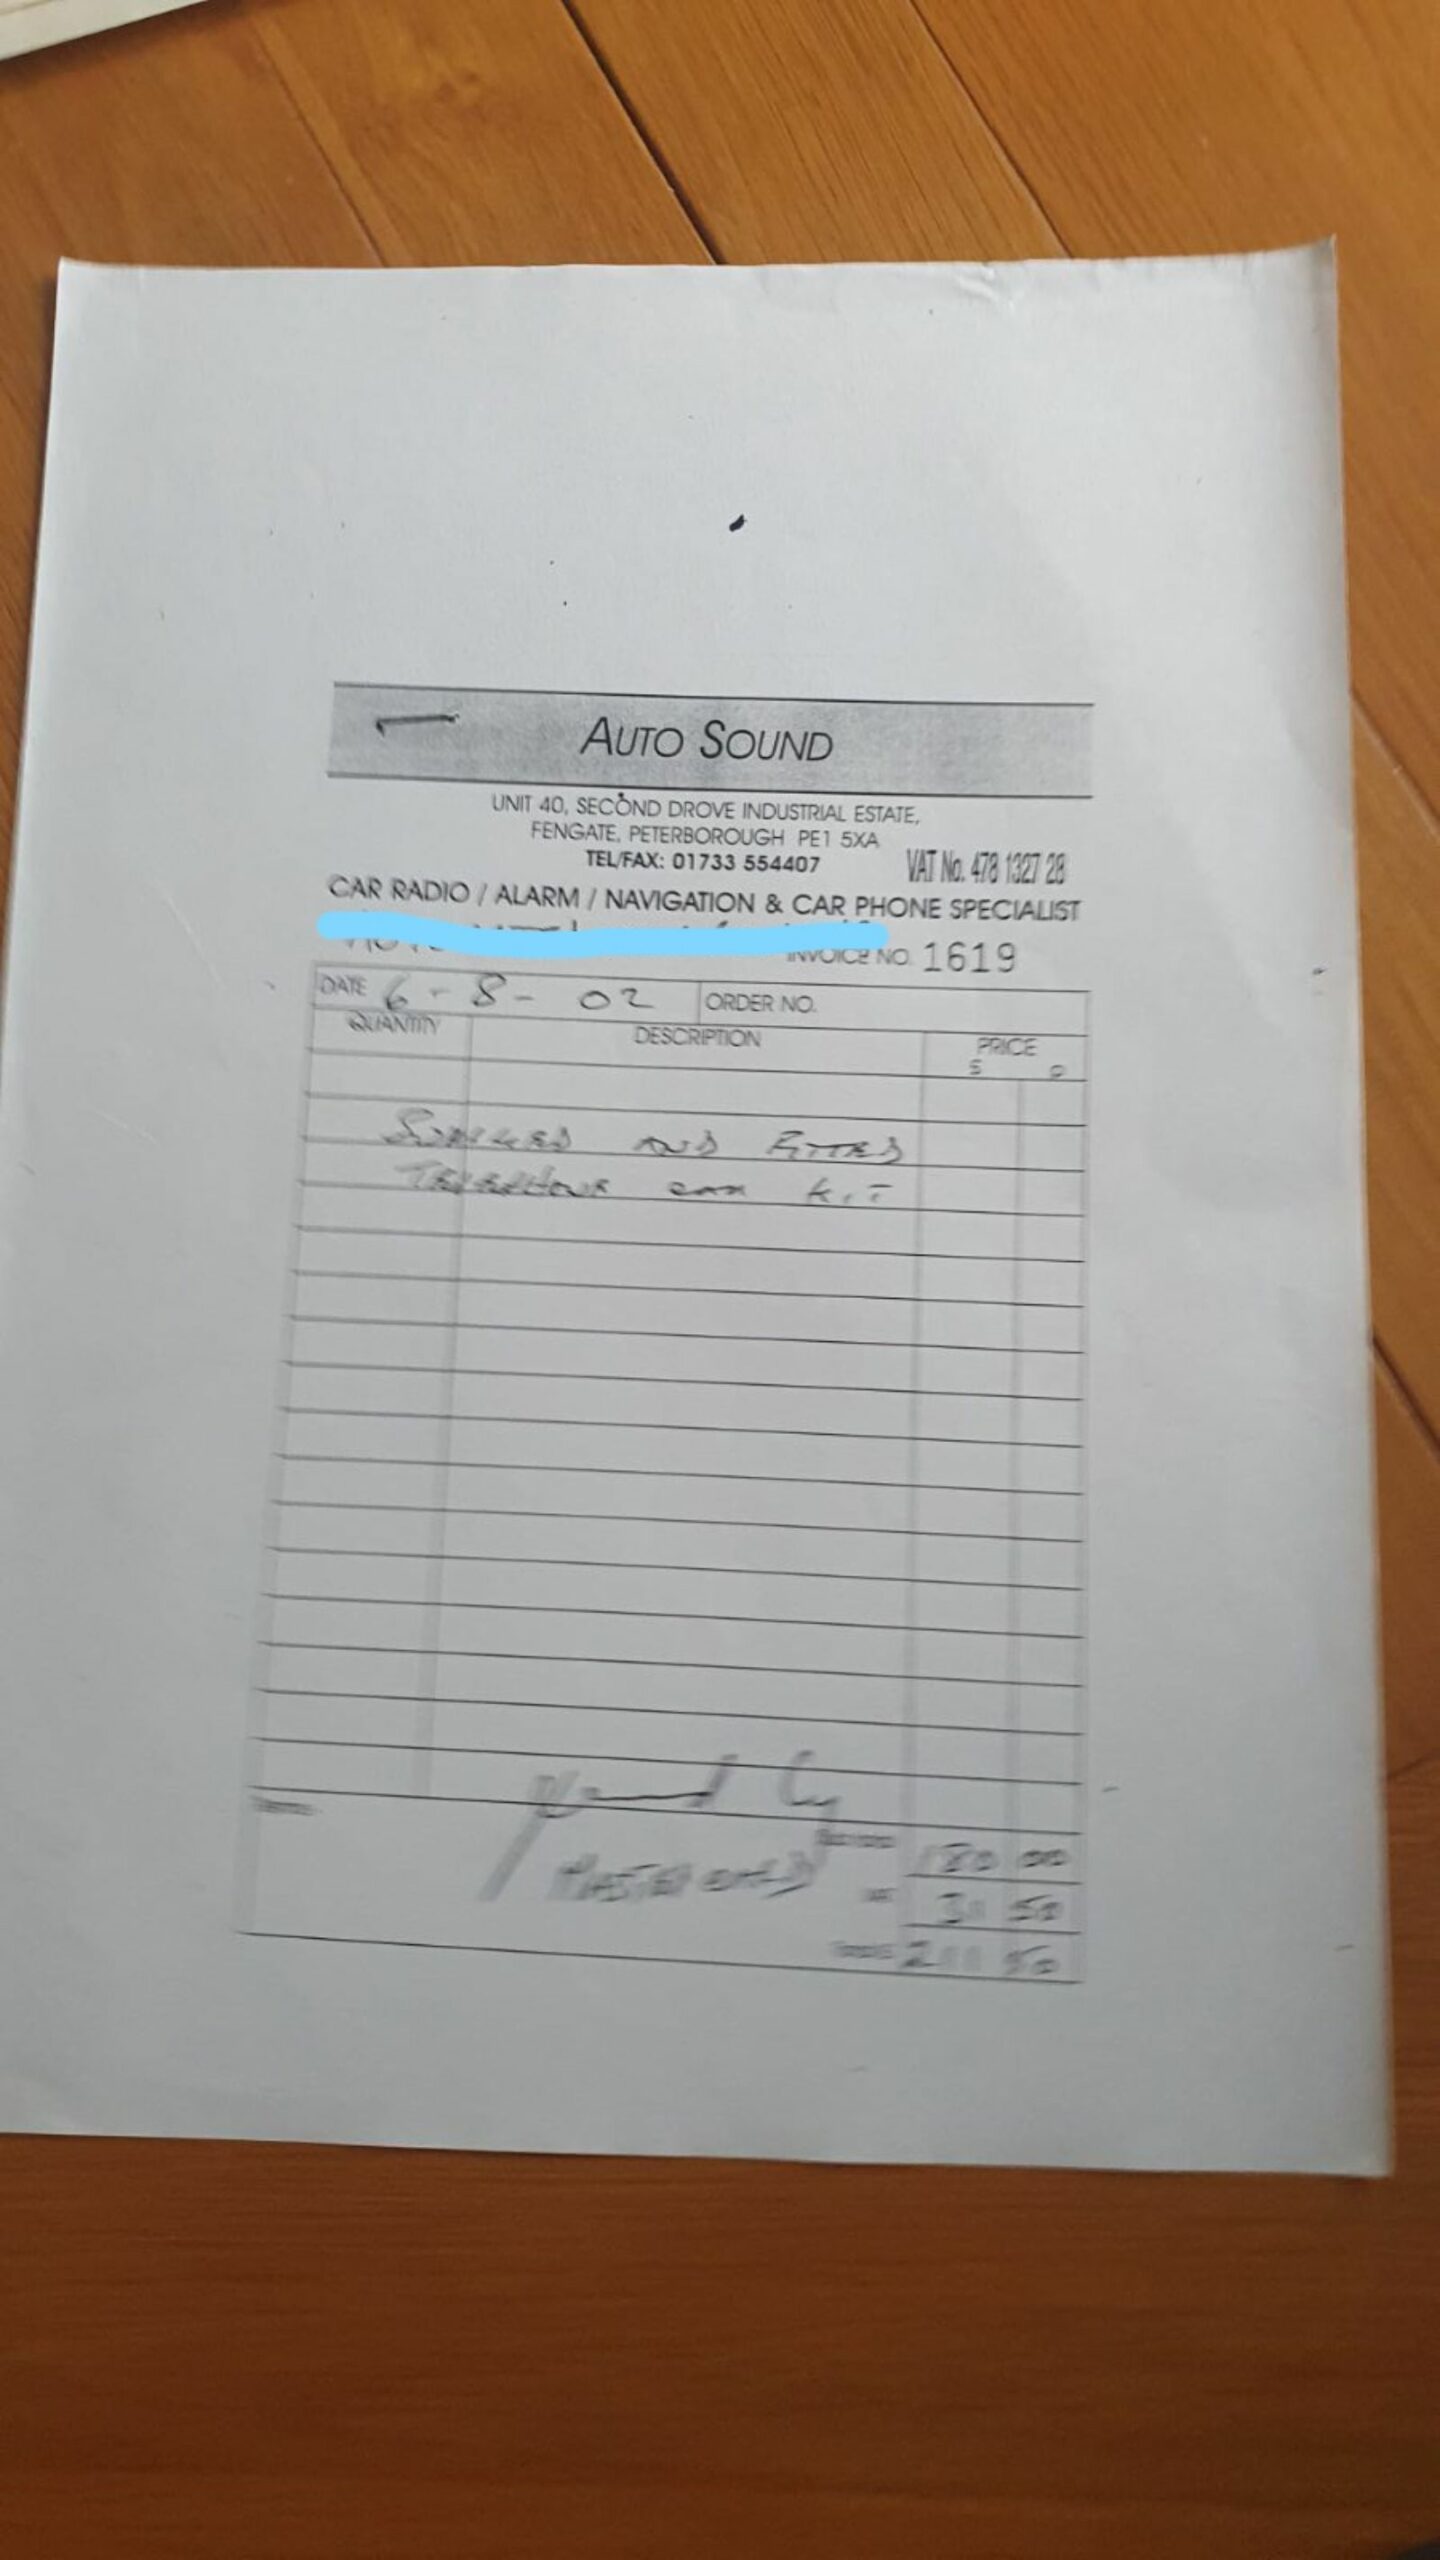 AUTO SOUND
UNIT 40, SECOND DROVE INDUSTRIAL ESTATE,
FENGATE, PETERBOROUGH PE1 5XA
TEL/FAX: 01733 554407
VAT No. 478 1327 28
CAR RADIO / ALARM / NAVIGATION & CAR PHONE SPECIALIST
INVOICE NO. 1619
DATE 6-8-02 ORDER NO.
QUANTITY DESCRIPTION PRICE
£ p
SUPPLIED AND FITTED
TELEPHONE CAR KIT
180 00
31 50
211 50